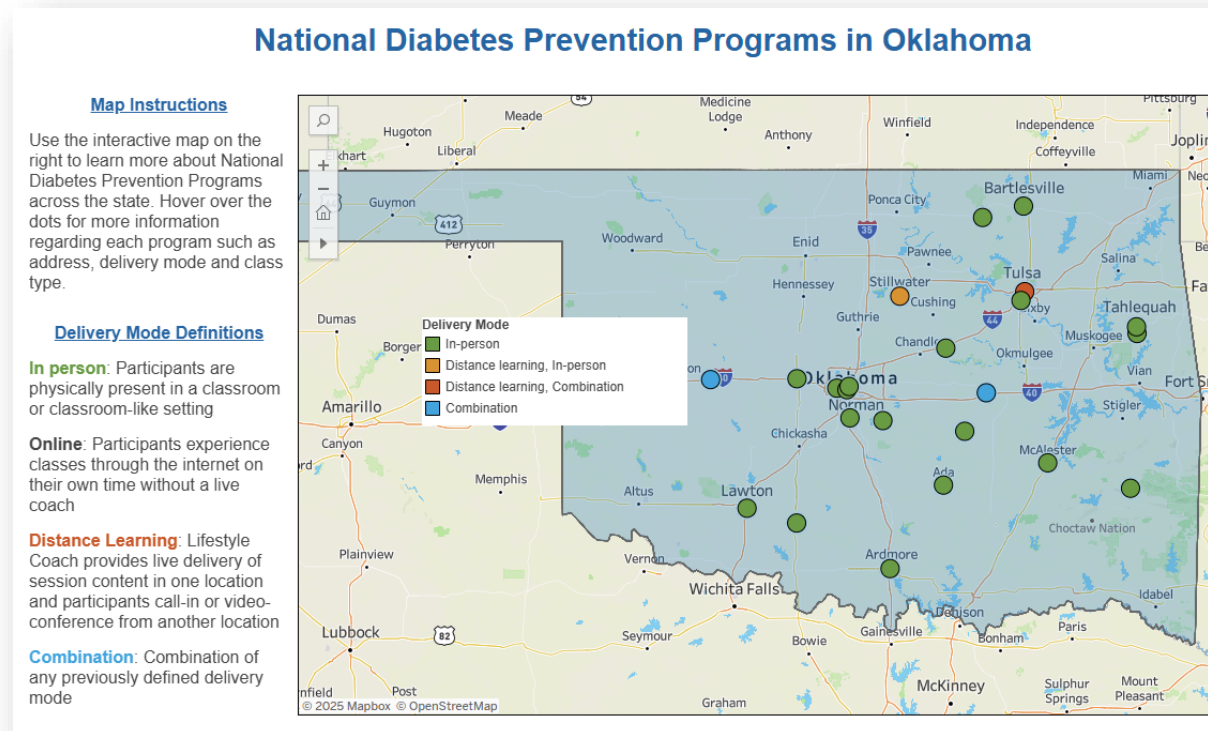 National Diabetes Prevention Programs in Oklahoma
Map Instructions
Use the interactive map on the
right to learn more about National
Diabetes Prevention Programs
across the state. Hover over the
dots for more information
regarding each program such as
address, delivery mode and class
type.
Delivery Mode Definitions
In person: Participants are
physically present in a classroom
or classroom-like setting
Online: Participants experience
classes through the internet on
their own time without a live
coach
Distance Learning: Lifestyle
Coach provides live delivery of
session content in one location
and participants call-in or video-
conference from another location
Combination: Combination of
any previously defined delivery
mode
54
Medicine
Lodge
Pittsburg
Meade
Winfield
Independence
Hugoton
Anthony
Joplin
Liberal
Coffeyville
Miami
Guymon
Ponca City
Bartlesville
412
35
Perryton
Woodward
Enid
Pawnee
Salina
Tulsa
Hennessey
Stillwater
Cushing
Tahlequah
Dumas
Guthrie
44
Muskogee
Borger
Okmulgee
Vian
Fort S
40
Oklahoma
Amarillo
Norman
Stigler
Canyon
Chickasha
McAlester
Memphis
Altus
Lawton
Ada
Choctaw Nation
Plainview
Vernon
Ardmore
Wichita Falls
Idabel
Denison
Lubbock
82
Seymour
Bowie
Gainesville
Bonham
Paris
Post
Graham
McKinney
Sulphur
Springs
Mount
Pleasant
Delivery Mode
In-person
Distance learning, In-person
Distance learning, Combination
Combination
© 2025 Mapbox © OpenStreetMap